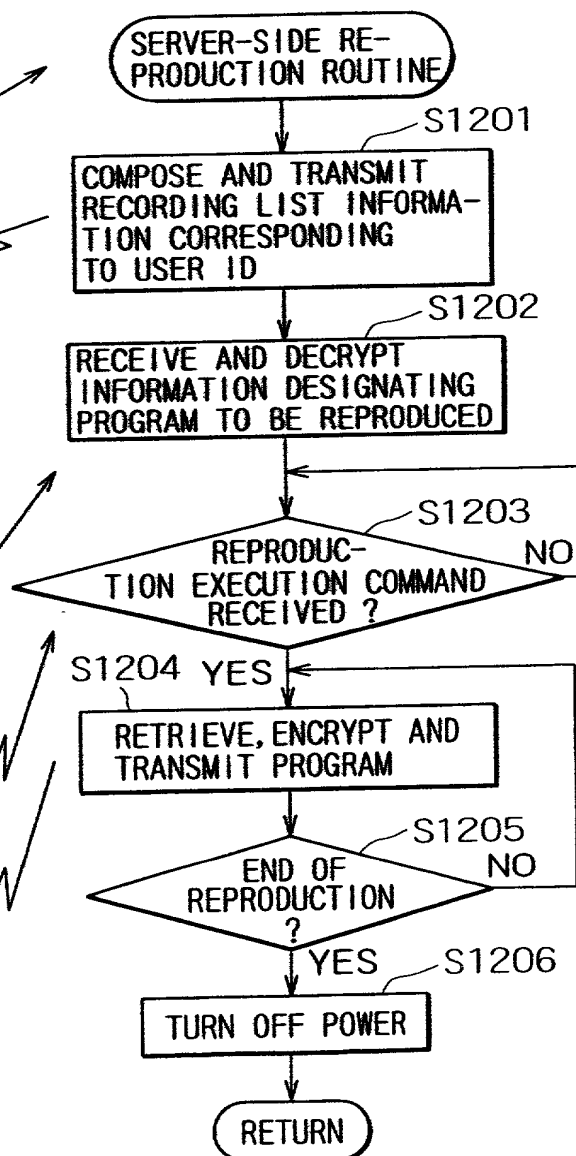 SERVER-SIDE RE-
PRODUCTION ROUTINE
S1201
COMPOSE AND TRANSMIT
RECORDING LIST INFORMA-
TION CORRESPONDING
TO USER ID
S1202
RECEIVE AND DECRYPT
INFORMATION DESIGNATING
PROGRAM TO BE REPRODUCED
S1203
REPRODUC-
TION EXECUTION COMMAND
RECEIVED ?
NO
S1204
YES
RETRIEVE, ENCRYPT AND
TRANSMIT PROGRAM
S1205
END OF
REPRODUCTION
?
NO
YES
S1206
TURN OFF POWER
RETURN